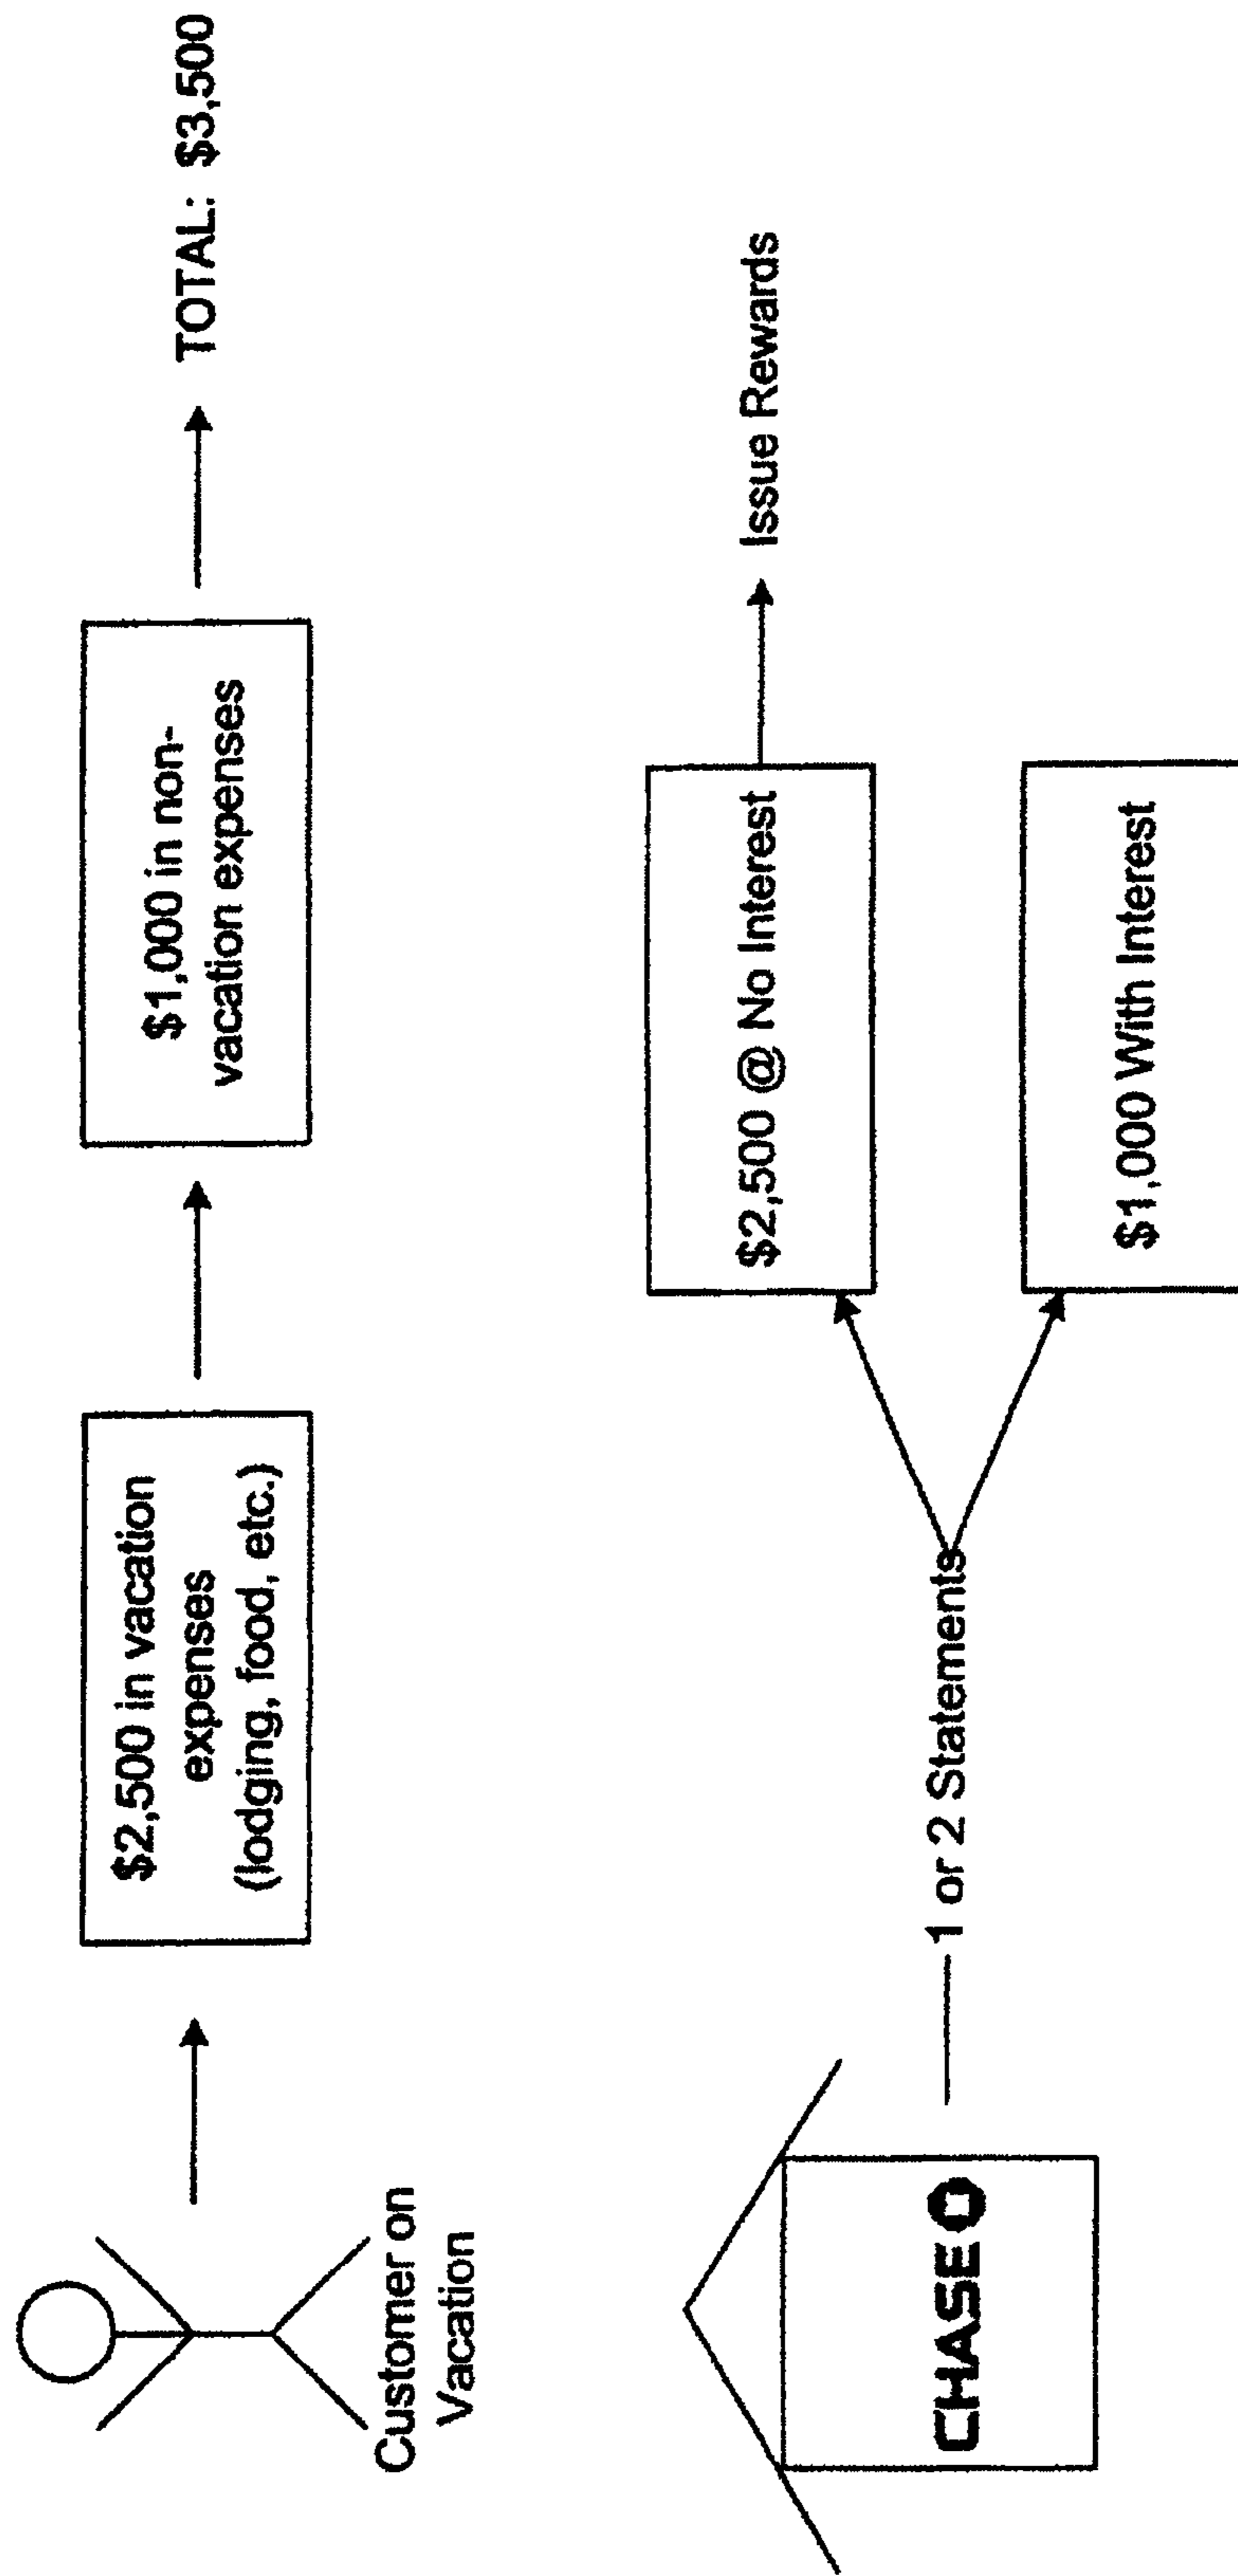 Customer on
Vacation
$2,500 in vacation
expenses
(lodging, food, etc.)
$1,000 in non-
vacation expenses
TOTAL: $3,500
CHASE
1 or 2 Statements
$2,500 @ No Interest
Issue Rewards
$1,000 With Interest